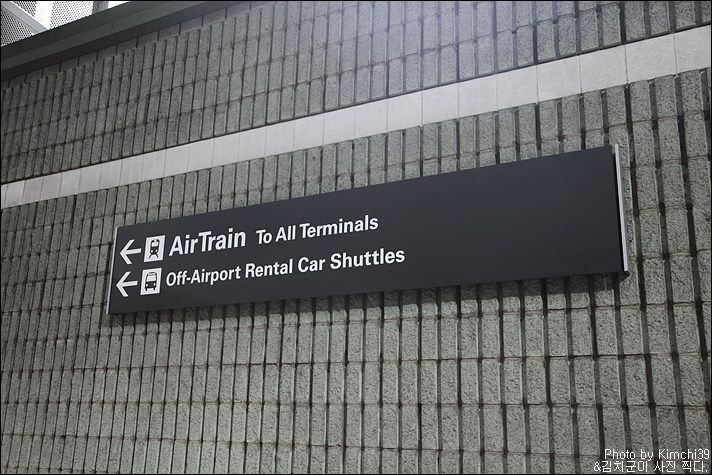 AirTrain To All Terminals
Off-Airport Rental Car Shuttles
Photo by Kimchi39
&김치군이 사진 찍다.